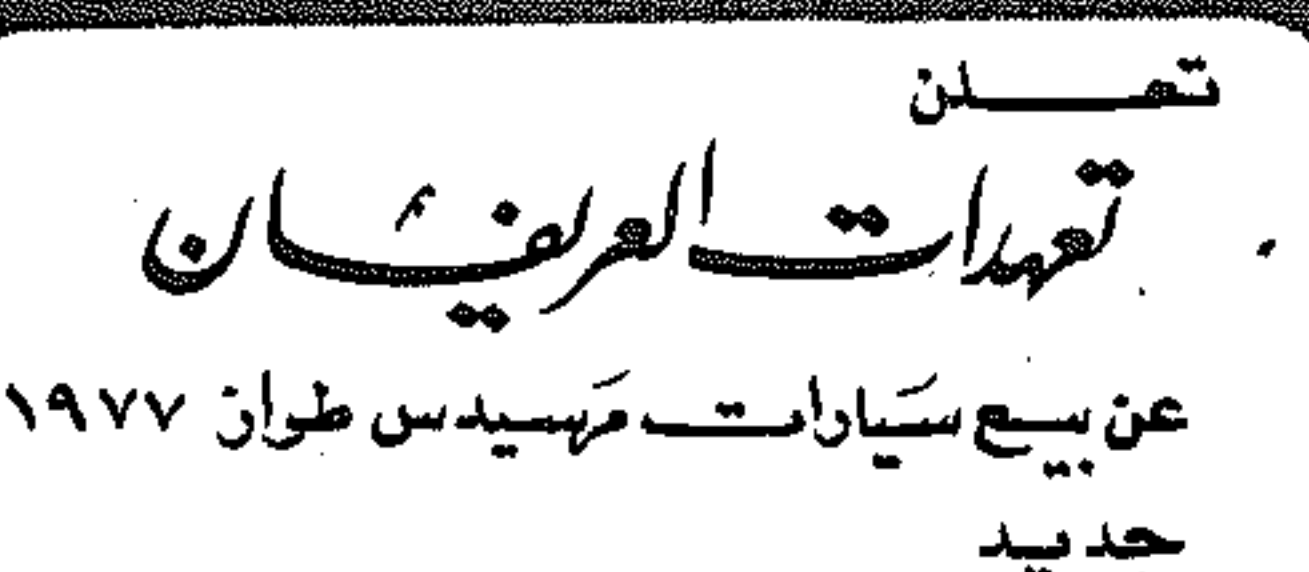 تعلن
تعهدات العريفان
عن بيع سيارات مرسيدس طراز ١٩٧٧
جديد